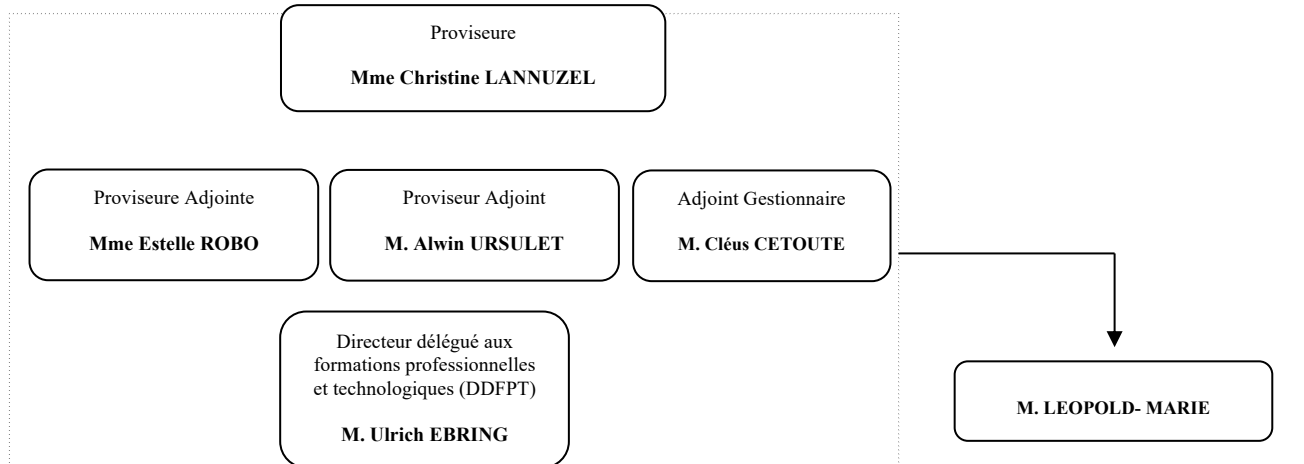 Proviseure
Mme Christine LANNUZEL
Proviseure Adjointe
Mme Estelle ROBO
Proviseur Adjoint
M. Alwin URSULET
Adjoint Gestionnaire
M. Cléus CETOUTE
Directeur délégué aux
formations professionnelles
et technologiques (DDFPT)
M. Ulrich EBRING
M. LEOPOLD- MARIE